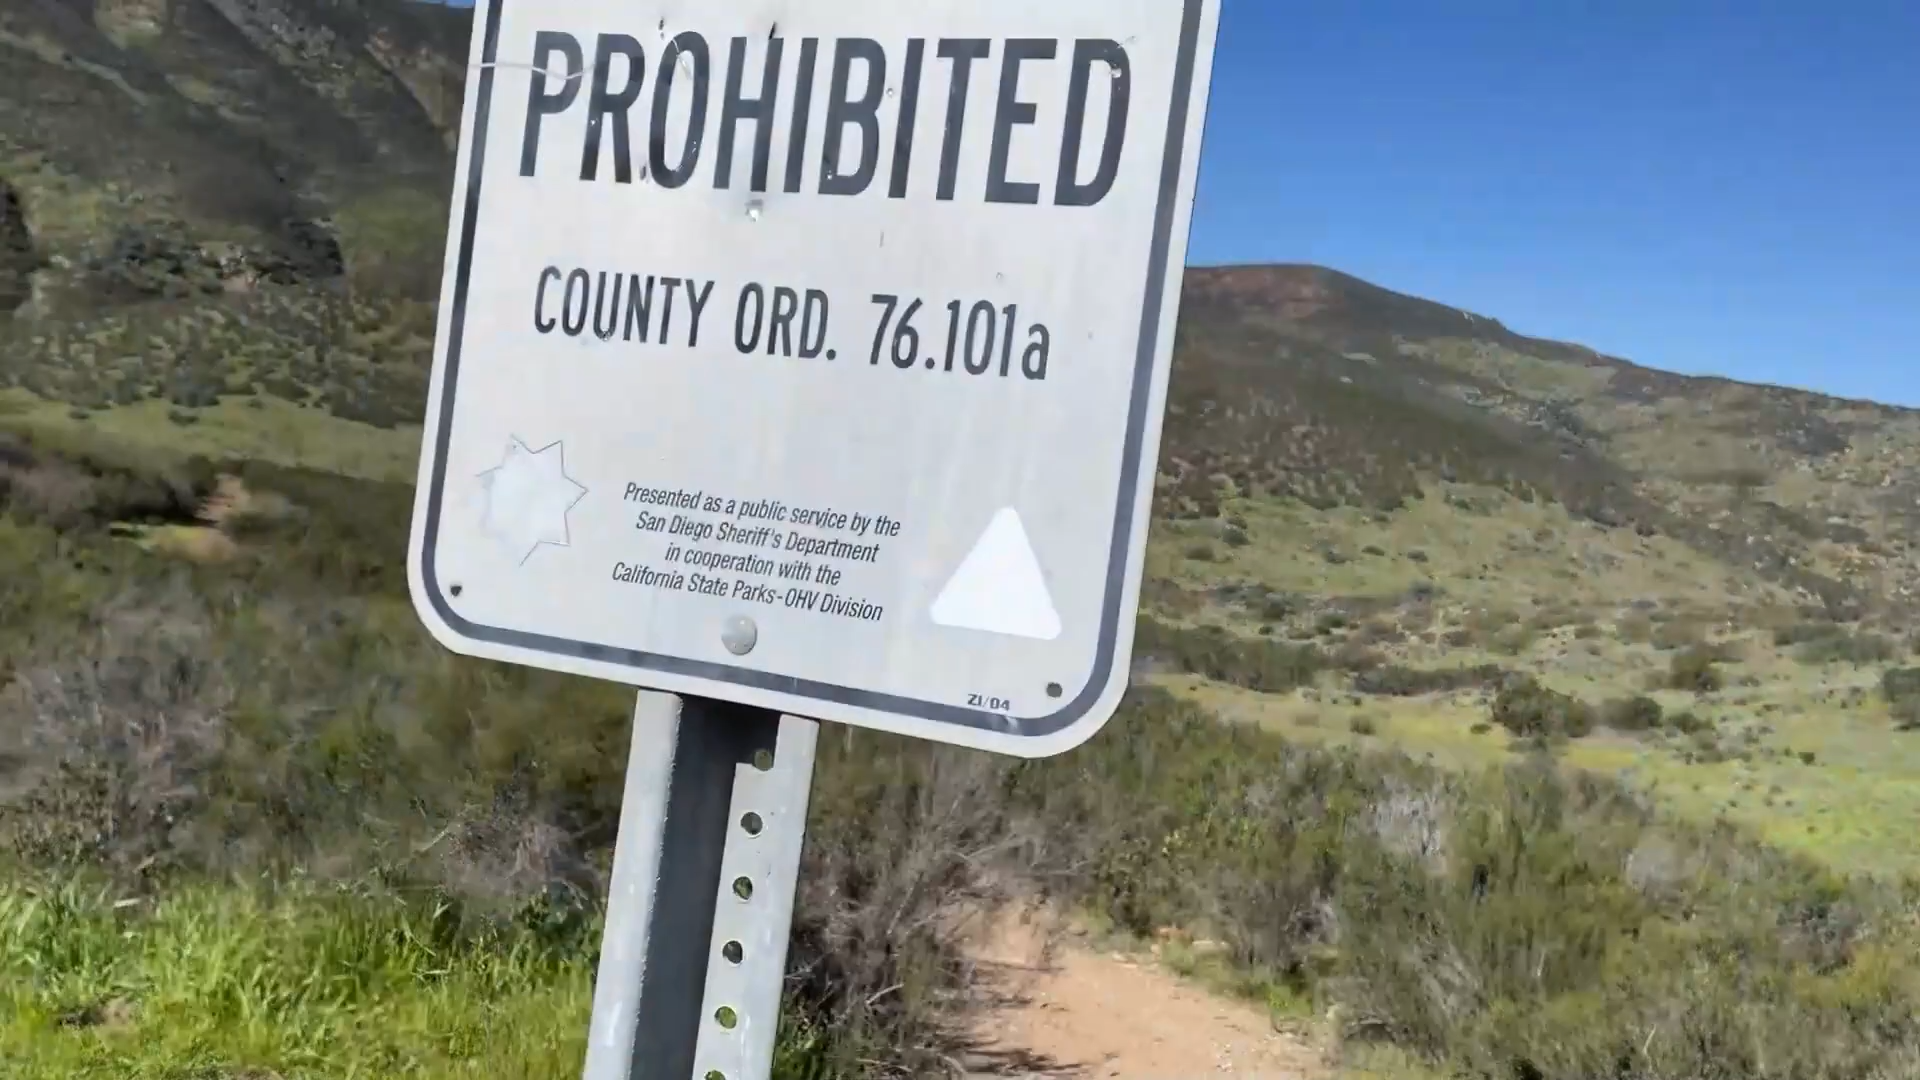 PROHIBITED
COUNTY ORD. 76.101a
Presented as a public service by the
San Diego Sheriff's Department
in cooperation with the
California State Parks-OHV Division
ZI/04